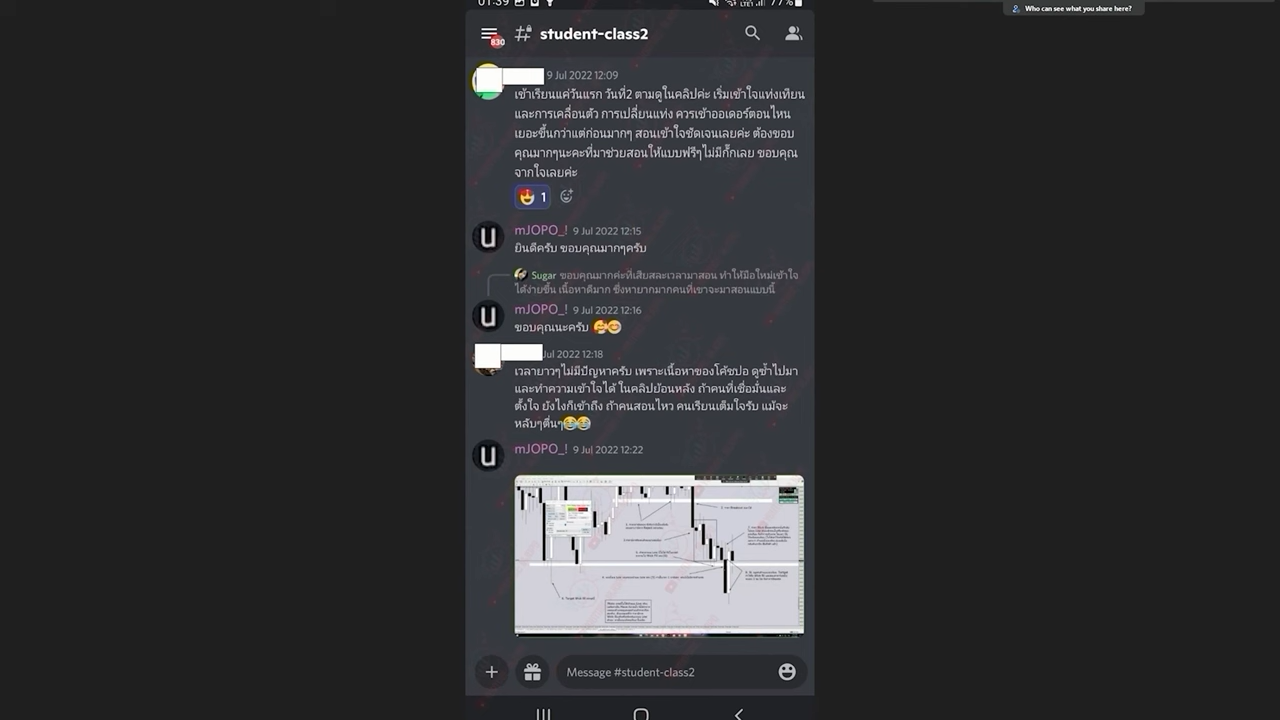 Who can see what you share here?
01:39
77%
830
student-class2
9 Jul 2022 12:09
เข้าเรียนแค่วันแรก วันที่2 ตามดูในคลิปค่ะ เริ่มเข้าใจแท่งเทียน
และการเคลื่อนตัว การเปลี่ยนแท่ง ควรเข้าออเดอร์ตอนไหน
เยอะขึ้นกว่าแต่ก่อนมากๆ สอนเข้าใจชัดเจนเลยค่ะ ต้องขอบ
คุณมากๆนะคะที่มาช่วยสอนให้แบบฟรีๆไม่มีกั๊กเลย ขอบคุณ
จากใจเลยค่ะ
1
mJOPO_! 9 Jul 2022 12:15
ยินดีครับ ขอบคุณมากๆครับ
Sugar ขอบคุณมากค่ะที่เสียสละเวลามาสอน ทำให้มือใหม่เข้าใจ
ได้ง่ายขึ้น เนื้อหาดีมาก ซึ่งหายากมากคนที่เขาจะมาสอนแบบนี้
mJOPO_! 9 Jul 2022 12:16
ขอบคุณนะครับ 🥰😊
Jul 2022 12:18
เวลายาวๆไม่มีปัญหาครับ เพราะเนื้อหาของโค้ชปอ ดูซ้ำไปมา
และทำความเข้าใจได้ ในคลิปย้อนหลัง ถ้าคนที่เชื่อมั่นและ
ตั้งใจ ยังไงก็เข้าถึง ถ้าคนสอนไหว คนเรียนเต็มใจรับ แม้จะ
หลับๆตื่นๆ😂😂
mJOPO_! 9 Jul 2022 12:22
Message #student-class2